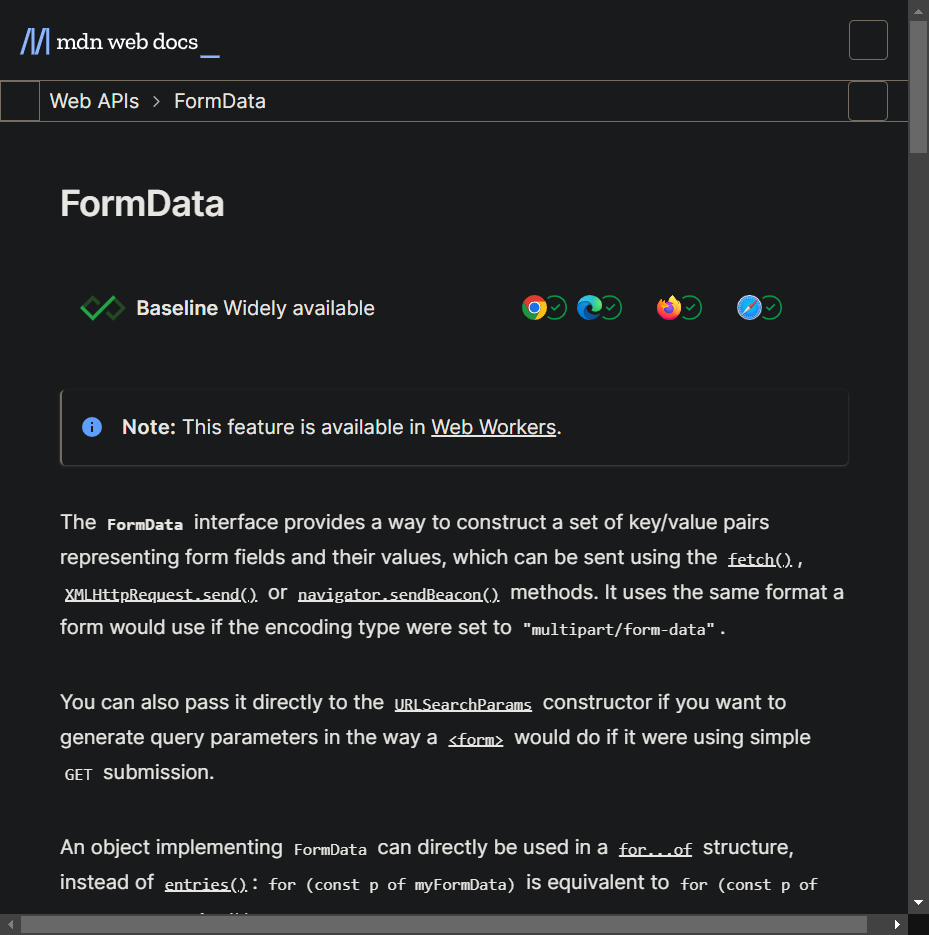 mdn web docs_
Web APIs > FormData
FormData
Baseline Widely available
Note: This feature is available in Web Workers.
The FormData interface provides a way to construct a set of key/value pairs
representing form fields and their values, which can be sent using the fetch(),
XMLHttpRequest.send() or navigator.sendBeacon() methods. It uses the same format a
form would use if the encoding type were set to "multipart/form-data".
You can also pass it directly to the URLSearchParams constructor if you want to
generate query parameters in the way a <form> would do if it were using simple
GET submission.
An object implementing FormData can directly be used in a for...of structure,
instead of entries(): for (const p of myFormData) is equivalent to for (const p of